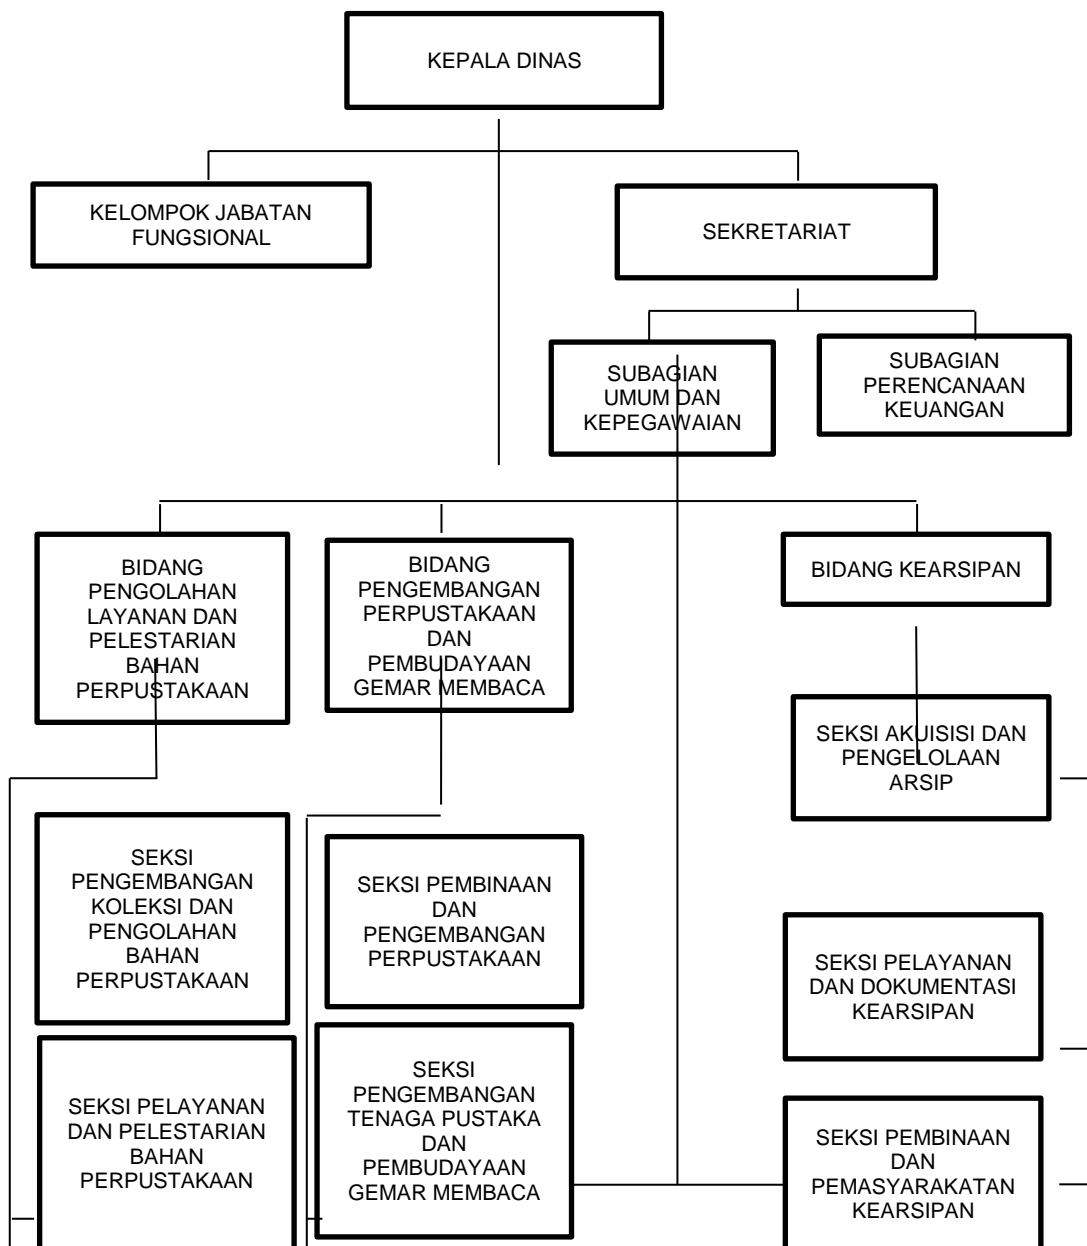 KEPALA DINAS
KELOMPOK JABATAN
FUNGSIONAL
SEKRETARIAT
SUBAGIAN
UMUM DAN
KEPEGAWAIAN
SUBAGIAN
PERENCANAAN
KEUANGAN
BIDANG
PENGOLAHAN
LAYANAN DAN
PELESTARIAN
BAHAN
PERPUSTAKAAN
BIDANG
PENGEMBANGAN
PERPUSTAKAAN
DAN
PEMBUDAYAAN
GEMAR MEMBACA
BIDANG KEARSIPAN
SEKSI AKUISISI DAN
PENGELOLAAN
ARSIP
SEKSI
PENGEMBANGAN
KOLEKSI DAN
PENGOLAHAN
BAHAN
PERPUSTAKAAN
SEKSI PEMBINAAN
DAN
PENGEMBANGAN
PERPUSTAKAAN
SEKSI PELAYANAN
DAN DOKUMENTASI
KEARSIPAN
SEKSI PELAYANAN
DAN PELESTARIAN
BAHAN
PERPUSTAKAAN
SEKSI
PENGEMBANGAN
TENAGA PUSTAKA
DAN
PEMBUDAYAAN
GEMAR MEMBACA
SEKSI PEMBINAAN
DAN
PEMASYARAKATAN
KEARSIPAN